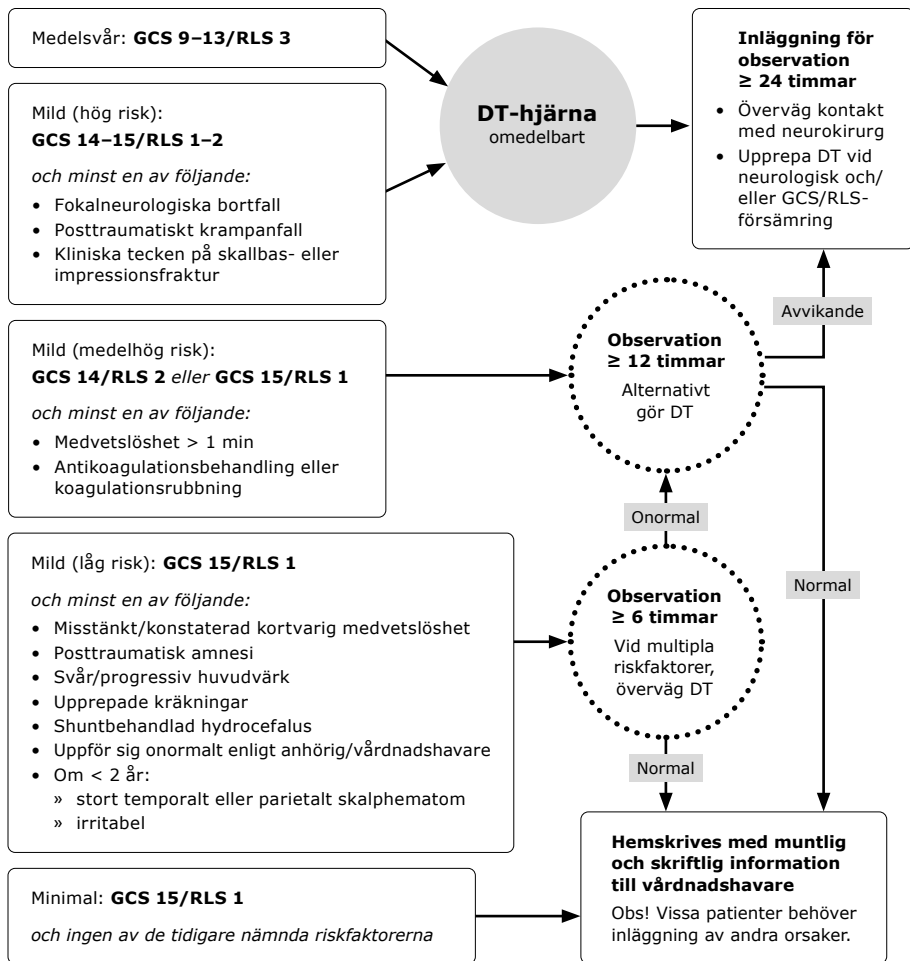 Medelsvår: GCS 9–13/RLS 3
Mild (hög risk):
GCS 14–15/RLS 1–2
och minst en av följande:
• Fokalneurologiska bortfall
• Posttraumatiskt krampanfall
• Kliniska tecken på skallbas- eller
impressionsfraktur
DT-hjärna
omedelbart
Inläggning för
observation
≥ 24 timmar
• Överväg kontakt
med neurokirurg
• Upprepa DT vid
neurologisk och/
eller GCS/RLS-
försämring
Avvikande
Mild (medelhög risk):
GCS 14/RLS 2 eller GCS 15/RLS 1
och minst en av följande:
• Medvetslöshet > 1 min
• Antikoagulationsbehandling eller
koagulationsrubbning
Observation
≥ 12 timmar
Alternativt
gör DT
Onormal
Normal
Mild (låg risk): GCS 15/RLS 1
och minst en av följande:
• Misstänkt/konstaterad kortvarig medvetslöshet
• Posttraumatisk amnesi
• Svår/progressiv huvudvärk
• Upprepade kräkningar
• Shuntbehandlad hydrocefalus
• Uppför sig onormalt enligt anhörig/vårdnadshavare
• Om < 2 år:
» stort temporalt eller parietalt skalphematom
» irritabel
Observation
≥ 6 timmar
Vid multipla
riskfaktorer,
överväg DT
Normal
Minimal: GCS 15/RLS 1
och ingen av de tidigare nämnda riskfaktorerna
Hemskrives med muntlig
och skriftlig information
till vårdnadshavare
Obs! Vissa patienter behöver
inläggning av andra orsaker.